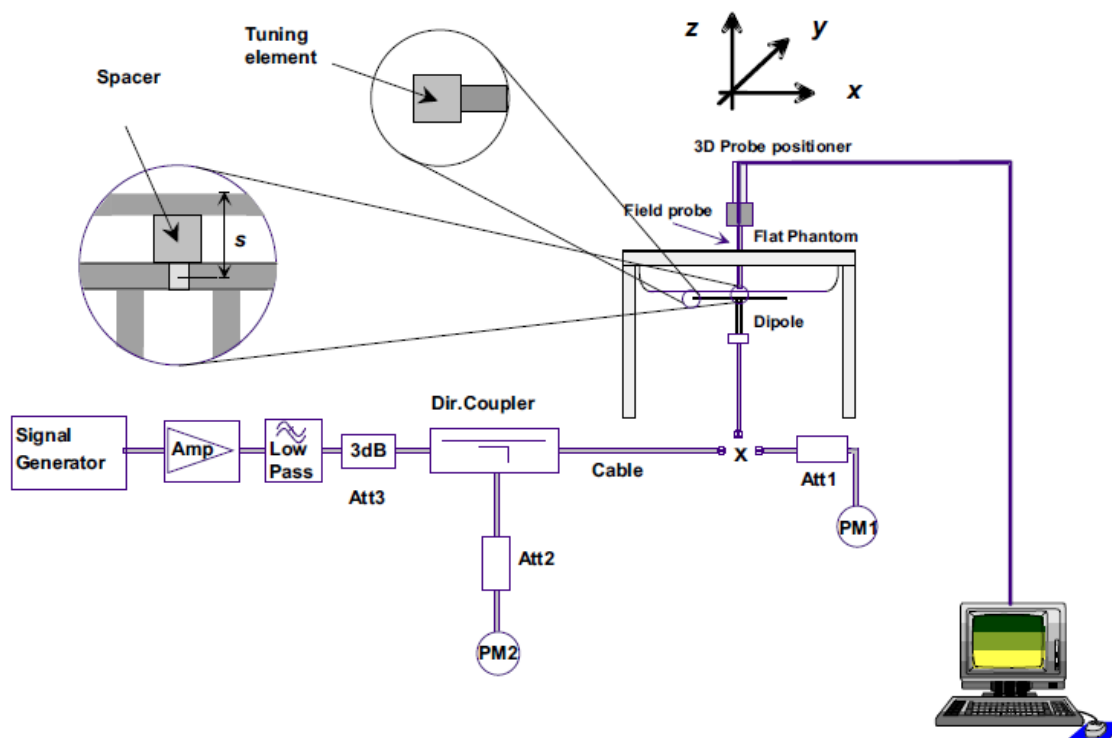 Tuning
element
Spacer
z
y
x
s
3D Probe positioner
Field probe
Flat Phantom
Dipole
Dir.Coupler
Signal
Generator
Amp
Low
Pass
3dB
Att3
Cable
X
Att1
PM1
Att2
PM2